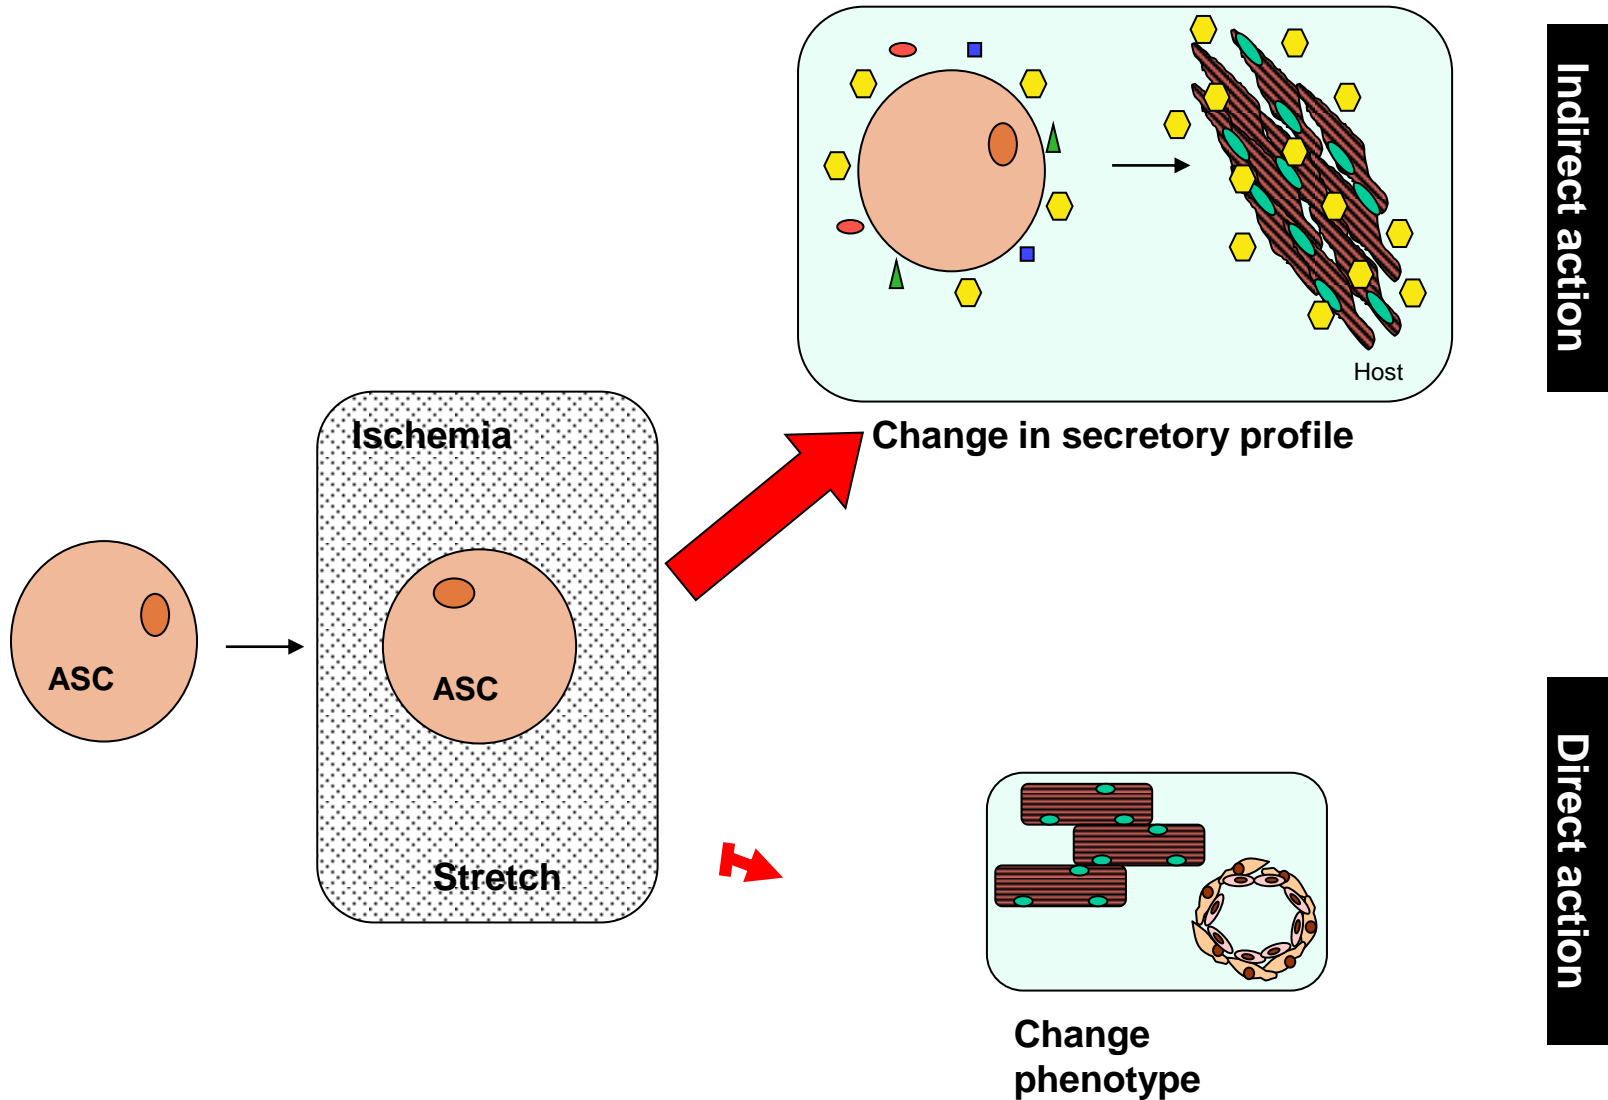 Indirect action
Host
Change in secretory profile
Ischemia
ASC
ASC
Stretch
Direct action
Change
phenotype